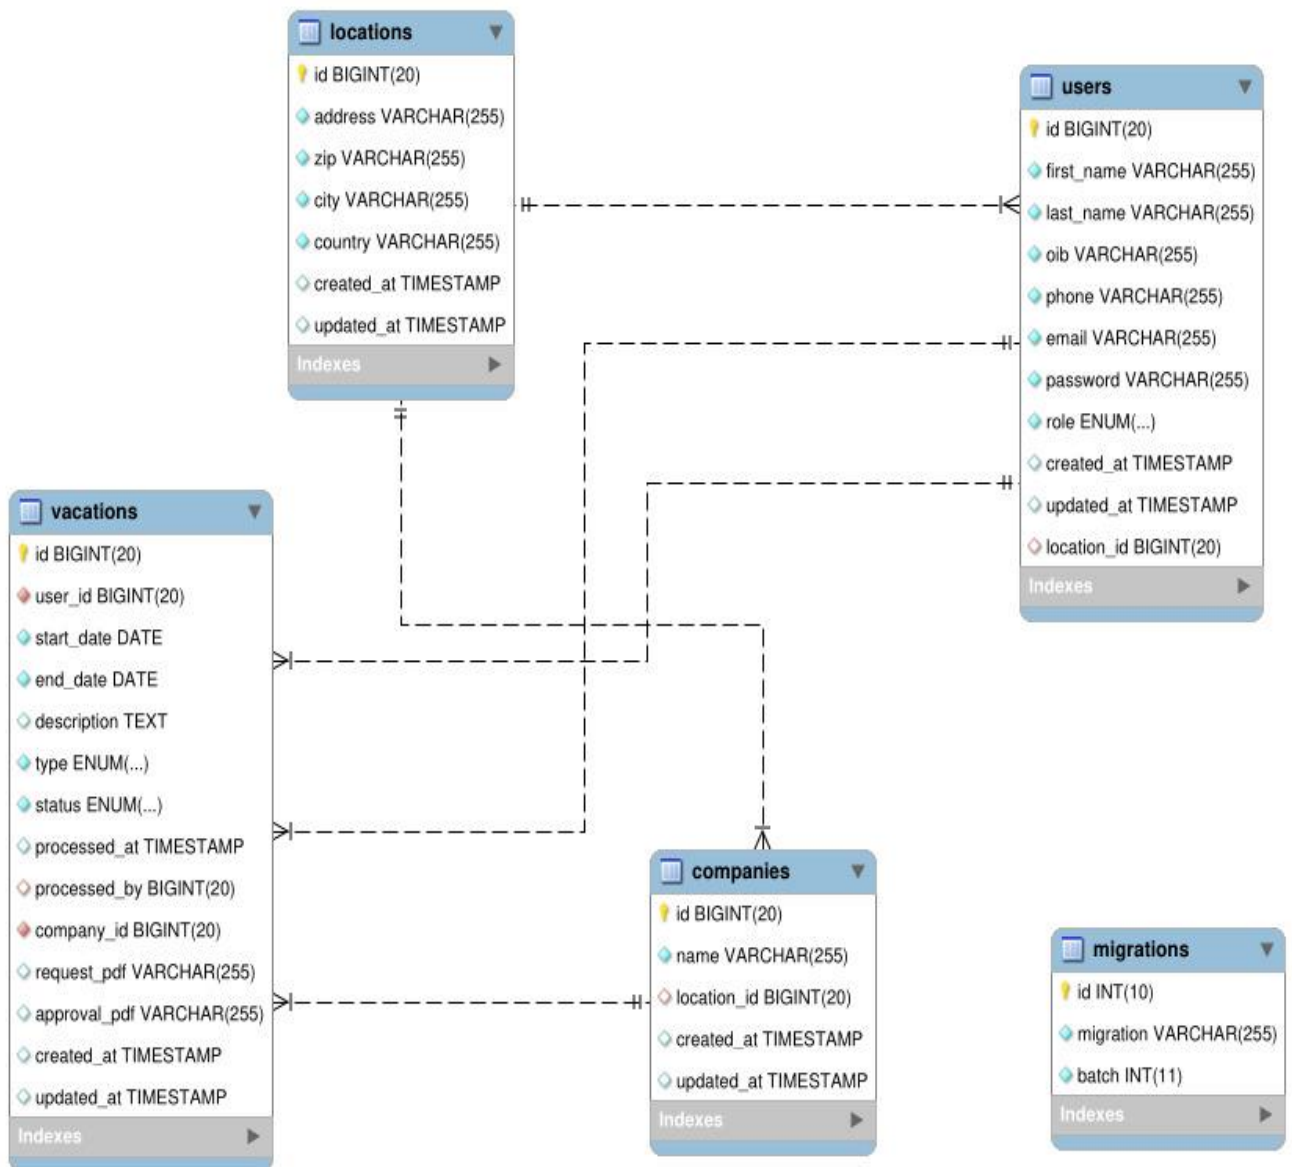 locations
id BIGINT(20)
address VARCHAR(255)
zip VARCHAR(255)
city VARCHAR(255)
country VARCHAR(255)
created_at TIMESTAMP
updated_at TIMESTAMP
Indexes
users
id BIGINT(20)
first_name VARCHAR(255)
last_name VARCHAR(255)
oib VARCHAR(255)
phone VARCHAR(255)
email VARCHAR(255)
password VARCHAR(255)
role ENUM(...)
created_at TIMESTAMP
updated_at TIMESTAMP
location_id BIGINT(20)
Indexes
vacations
id BIGINT(20)
user_id BIGINT(20)
start_date DATE
end_date DATE
description TEXT
type ENUM(...)
status ENUM(...)
processed_at TIMESTAMP
processed_by BIGINT(20)
company_id BIGINT(20)
request_pdf VARCHAR(255)
approval_pdf VARCHAR(255)
created_at TIMESTAMP
updated_at TIMESTAMP
Indexes
companies
id BIGINT(20)
name VARCHAR(255)
location_id BIGINT(20)
created_at TIMESTAMP
updated_at TIMESTAMP
Indexes
migrations
id INT(10)
migration VARCHAR(255)
batch INT(11)
Indexes